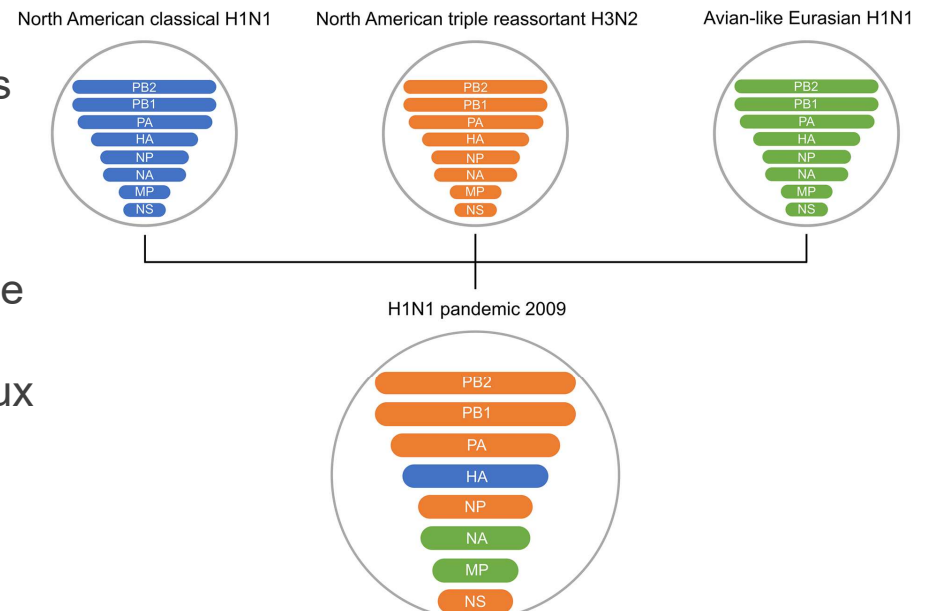 North American classical H1N1
North American triple reassortant H3N2
Avian-like Eurasian H1N1
s
PB2
PB1
PA
HA
NP
NA
MP
NS
PB2
PB1
PA
HA
NP
NA
MP
NS
PB2
PB1
PA
HA
NP
NA
MP
NS
e
H1N1 pandemic 2009
ux
PB2
PB1
PA
HA
NP
NA
MP
NS